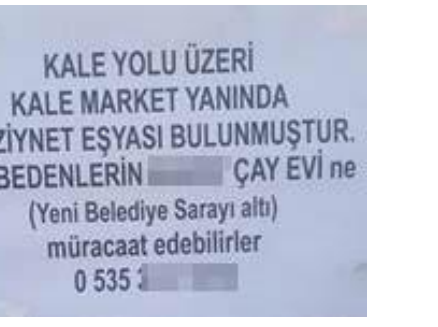 KALE YOLU ÜZERİ
KALE MARKET YANINDA
ZİYNET EŞYASI BULUNMUŞTUR.
BEDENLERİN ÇAY EVİ ne
(Yeni Belediye Sarayı altı)
müracaat edebilirler
0 535